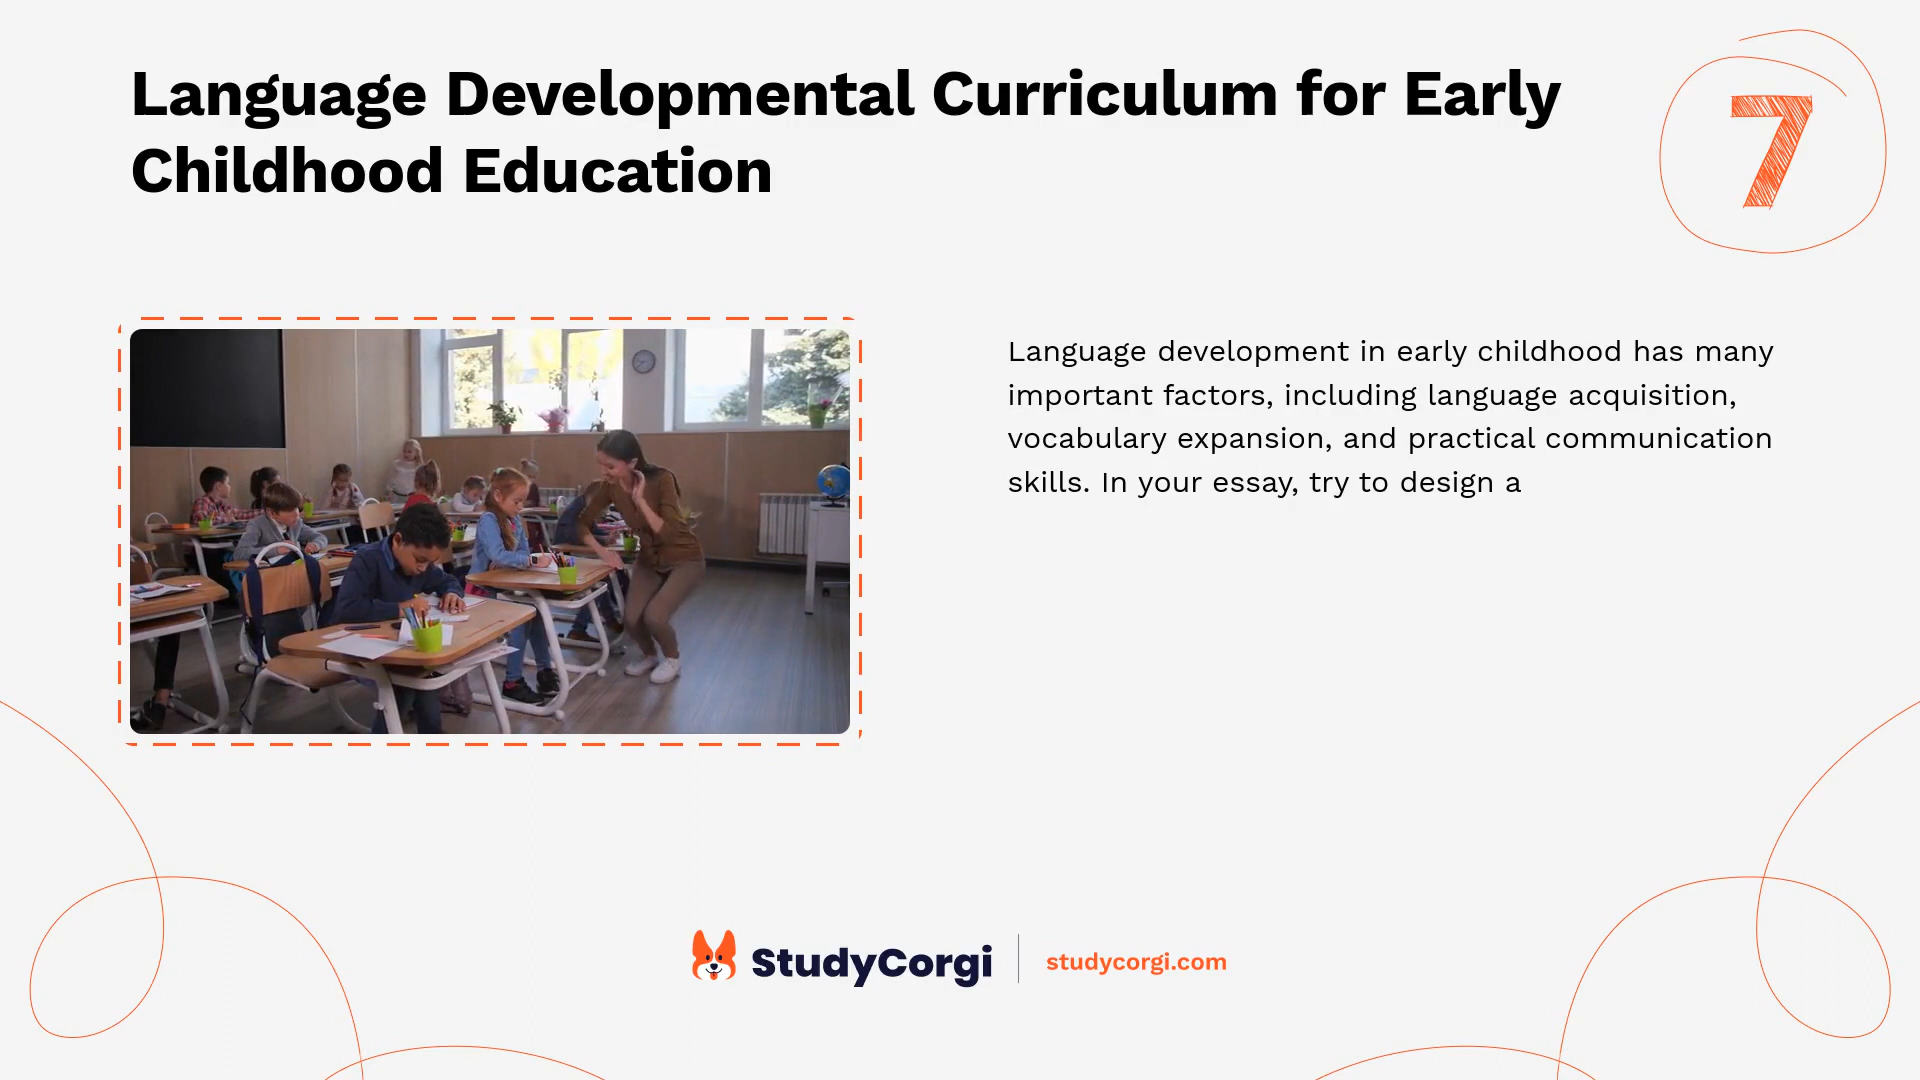 Language Developmental Curriculum for Early
Childhood Education
7
Language development in early childhood has many
important factors, including language acquisition,
vocabulary expansion, and practical communication
skills. In your essay, try to design a
StudyCorgi
studycorgi.com